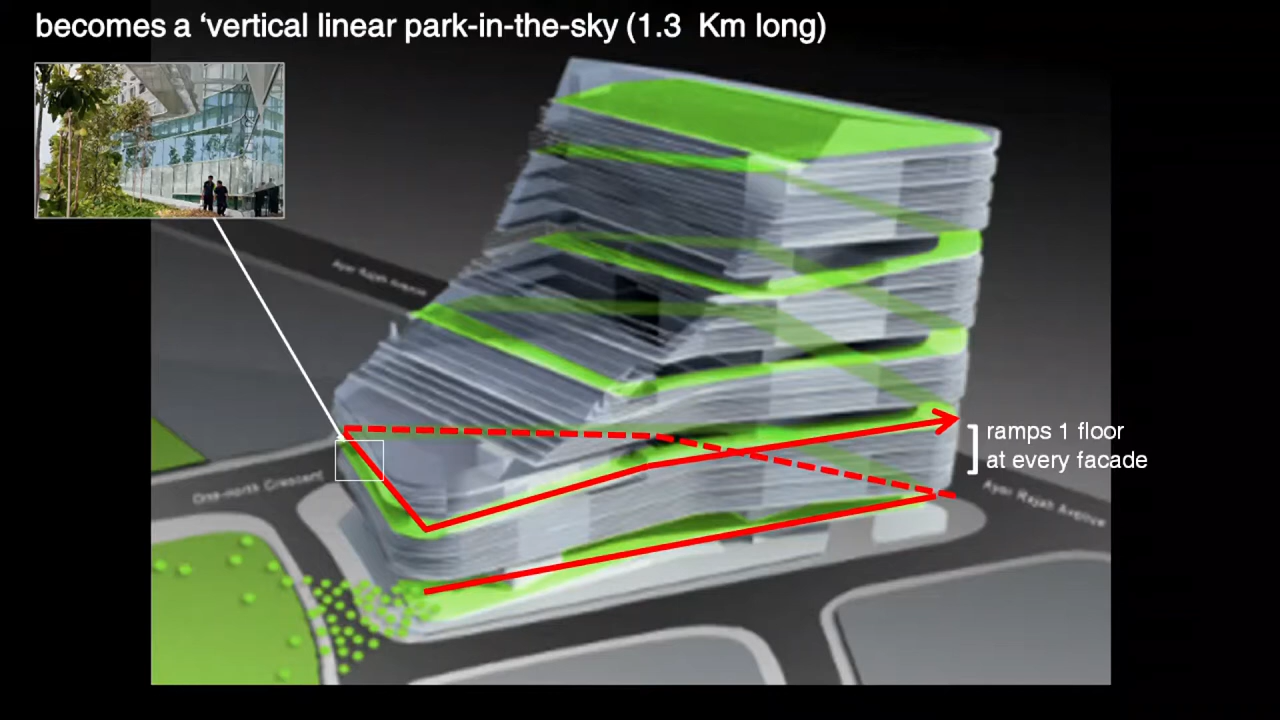 becomes a ‘vertical linear park-in-the-sky (1.3 Km long)
Ayer Rajah Avenue
ramps 1 floor
at every facade
One-north Crescent
Ayer Rajah Avenue